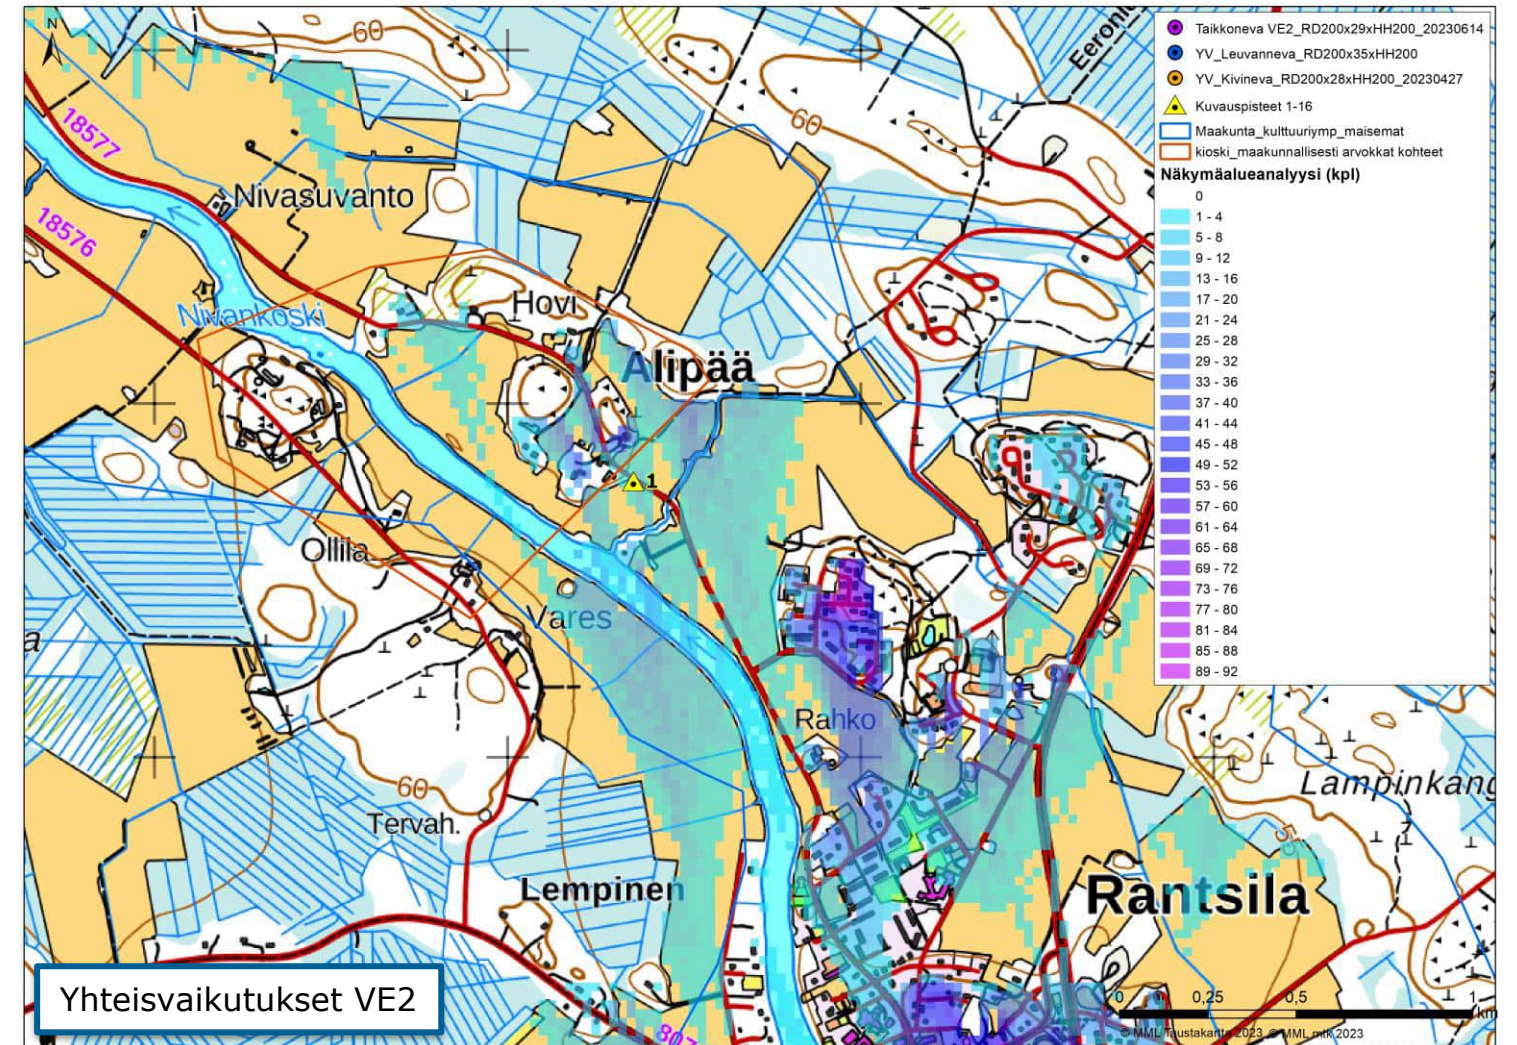 N
60
Eeronl
18577
60
Nivasuvanto
18576
Nivankoski
Hovi
Alipää
1
Ollila
Vares
a
Rahko
60
Tervah.
Lampinkang
55
Lempinen
Rantsila
807
Taikkoneva VE2_RD200x29xHH200_20230614
YV_Leuvanneva_RD200x35xHH200
YV_Kivineva_RD200x28xHH200_20230427
Kuvauspisteet 1-16
Maakunta_kulttuuriymp_maisemat
kioski_maakunnallisesti arvokkat kohteet
Näkymäalueanalyysi (kpl)
0
1 - 4
5 - 8
9 - 12
13 - 16
17 - 20
21 - 24
25 - 28
29 - 32
33 - 36
37 - 40
41 - 44
45 - 48
49 - 52
53 - 56
57 - 60
61 - 64
65 - 68
69 - 72
73 - 76
77 - 80
81 - 84
85 - 88
89 - 92
Yhteisvaikutukset VE2
0 0,25 0,5 1
km
© MML Taustakartta 2023, © MML mtk 2023